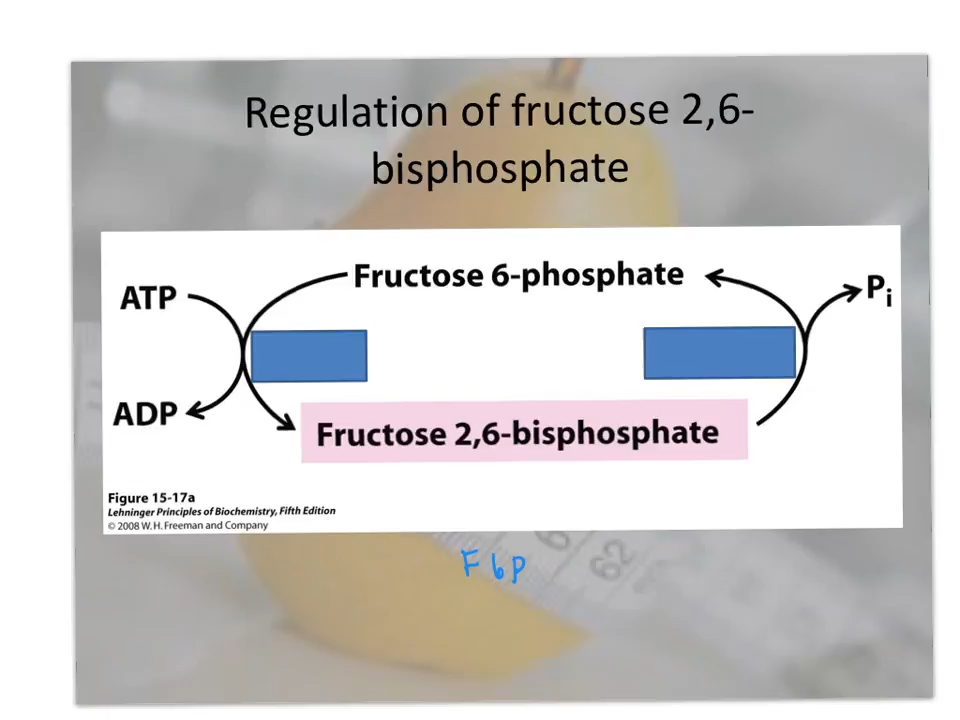 Regulation of fructose 2,6-
bisphosphate
ATP
Fructose 6-phosphate
Pi
ADP
Fructose 2,6-bisphosphate
Figure 15-17a
Lehninger Principles of Biochemistry, Fifth Edition
© 2008 W. H. Freeman and Company
F6P
62